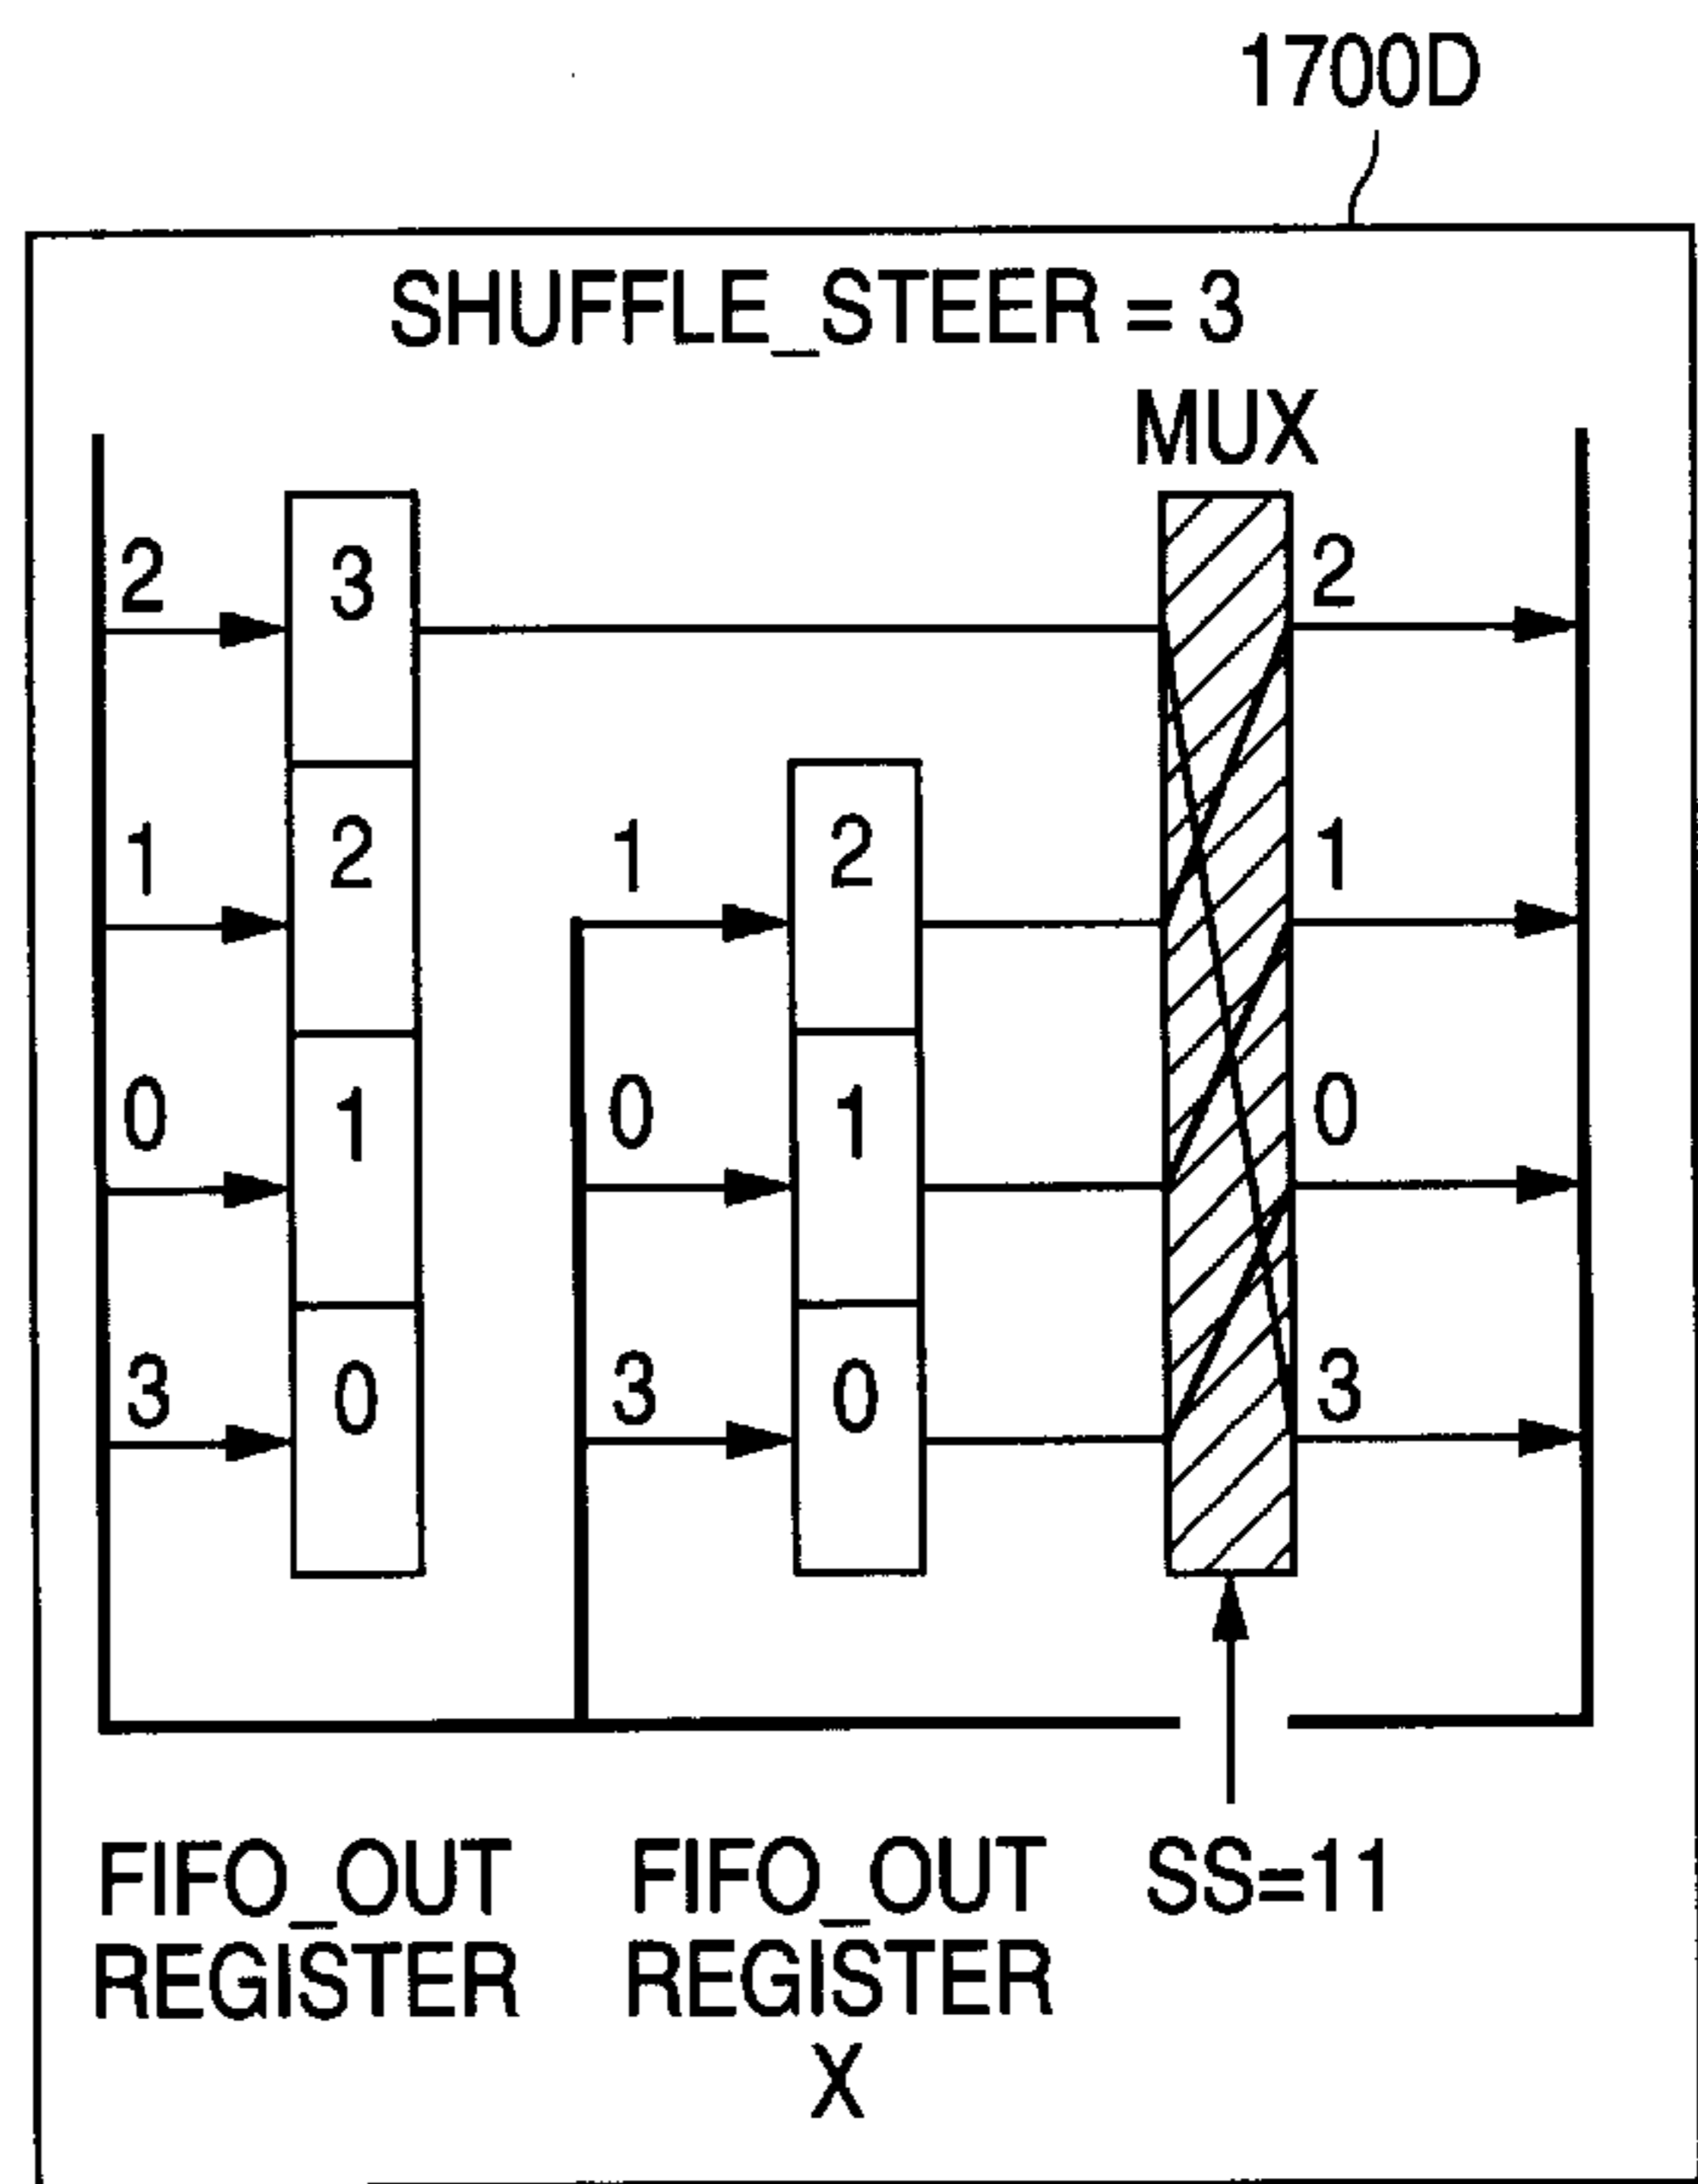 1700D
SHUFFLE_STEER = 3
MUX
2 3 2
1 2 1 2 1
0 1 0 1 0
3 0 3 0 3
FIFO_OUT FIFO_OUT SS=11
REGISTER REGISTER
X